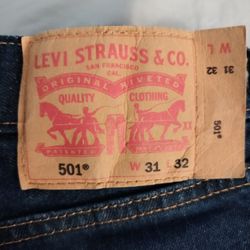 LEVI STRAUSS & CO.
SAN FRANCISCO
CAL.
ORIGINAL RIVETED
QUALITY CLOTHING
501®
W 31 L 32
W L
31 32
501®